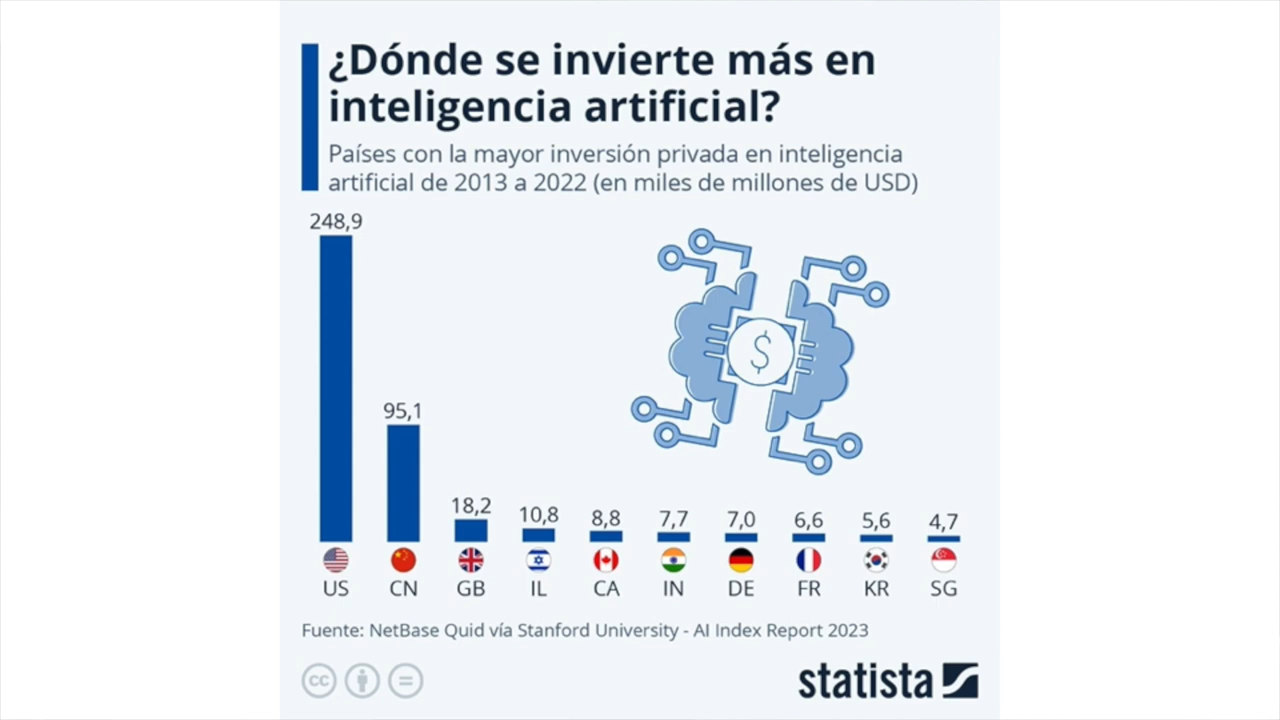 ¿Dónde se invierte más en
inteligencia artificial?
Países con la mayor inversión privada en inteligencia
artificial de 2013 a 2022 (en miles de millones de USD)
248,9
95,1
18,2
10,8
8,8
7,7
7,0
6,6
5,6
4,7
$
US CN GB IL CA IN DE FR KR SG
Fuente: NetBase Quid vía Stanford University - AI Index Report 2023
cc
statista